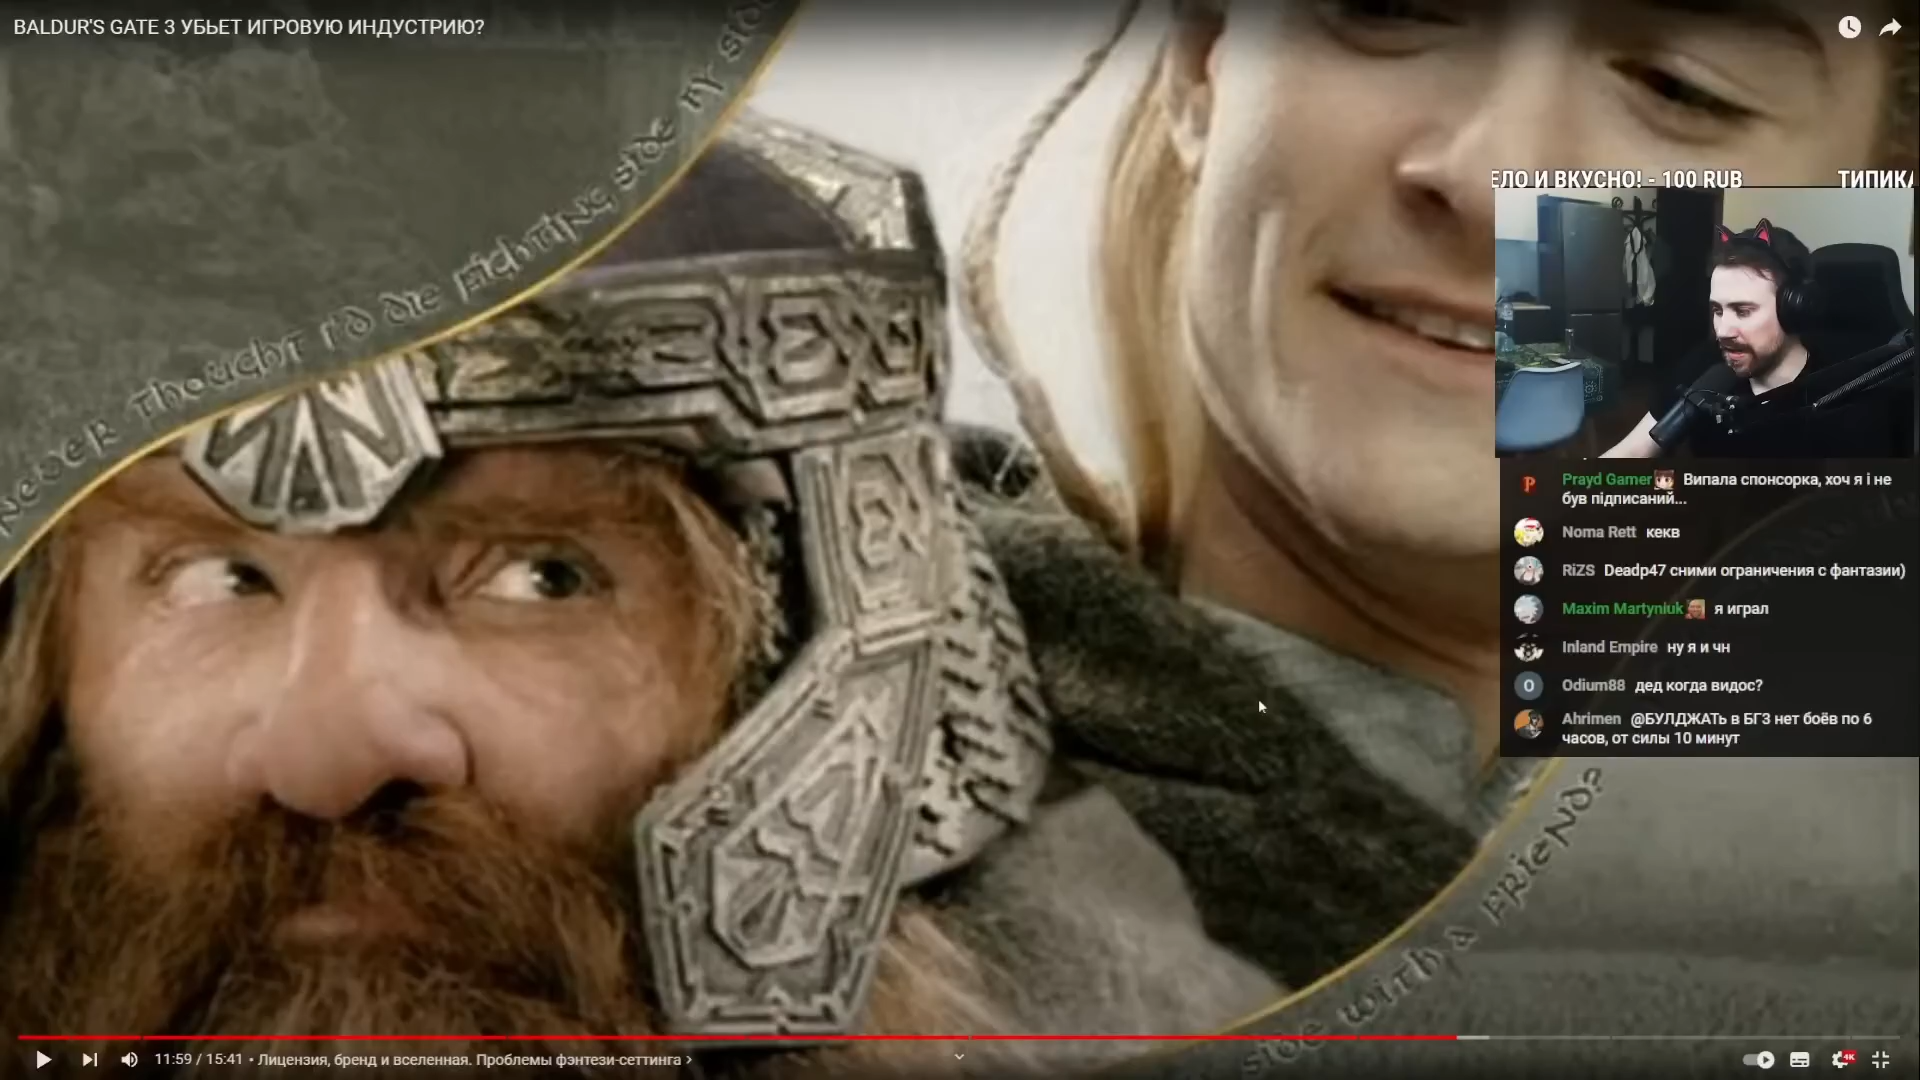 BALDUR'S GATE 3 УБЬЕТ ИГРОВУЮ ИНДУСТРИЮ?
ЕЛО И ВКУСНО! - 100 RUB ТИПИКА
never thought I'd die fighting side by side
side with a friend?
Prayd Gamer Випала спонсорка, хоч я і не
був підписаний...
Noma Rett кекв
RiZS Deadp47 сними ограничения с фантазии)
Maxim Martyniuk я играл
Inland Empire ну я и чн
O Odium88 дед когда видос?
Ahrimen @БУЛДЖАТь в БГ3 нет боёв по 6
часов, от силы 10 минут
11:59 / 15:41 • Лицензия, бренд и вселенная. Проблемы фэнтези-сеттинга ›
4K